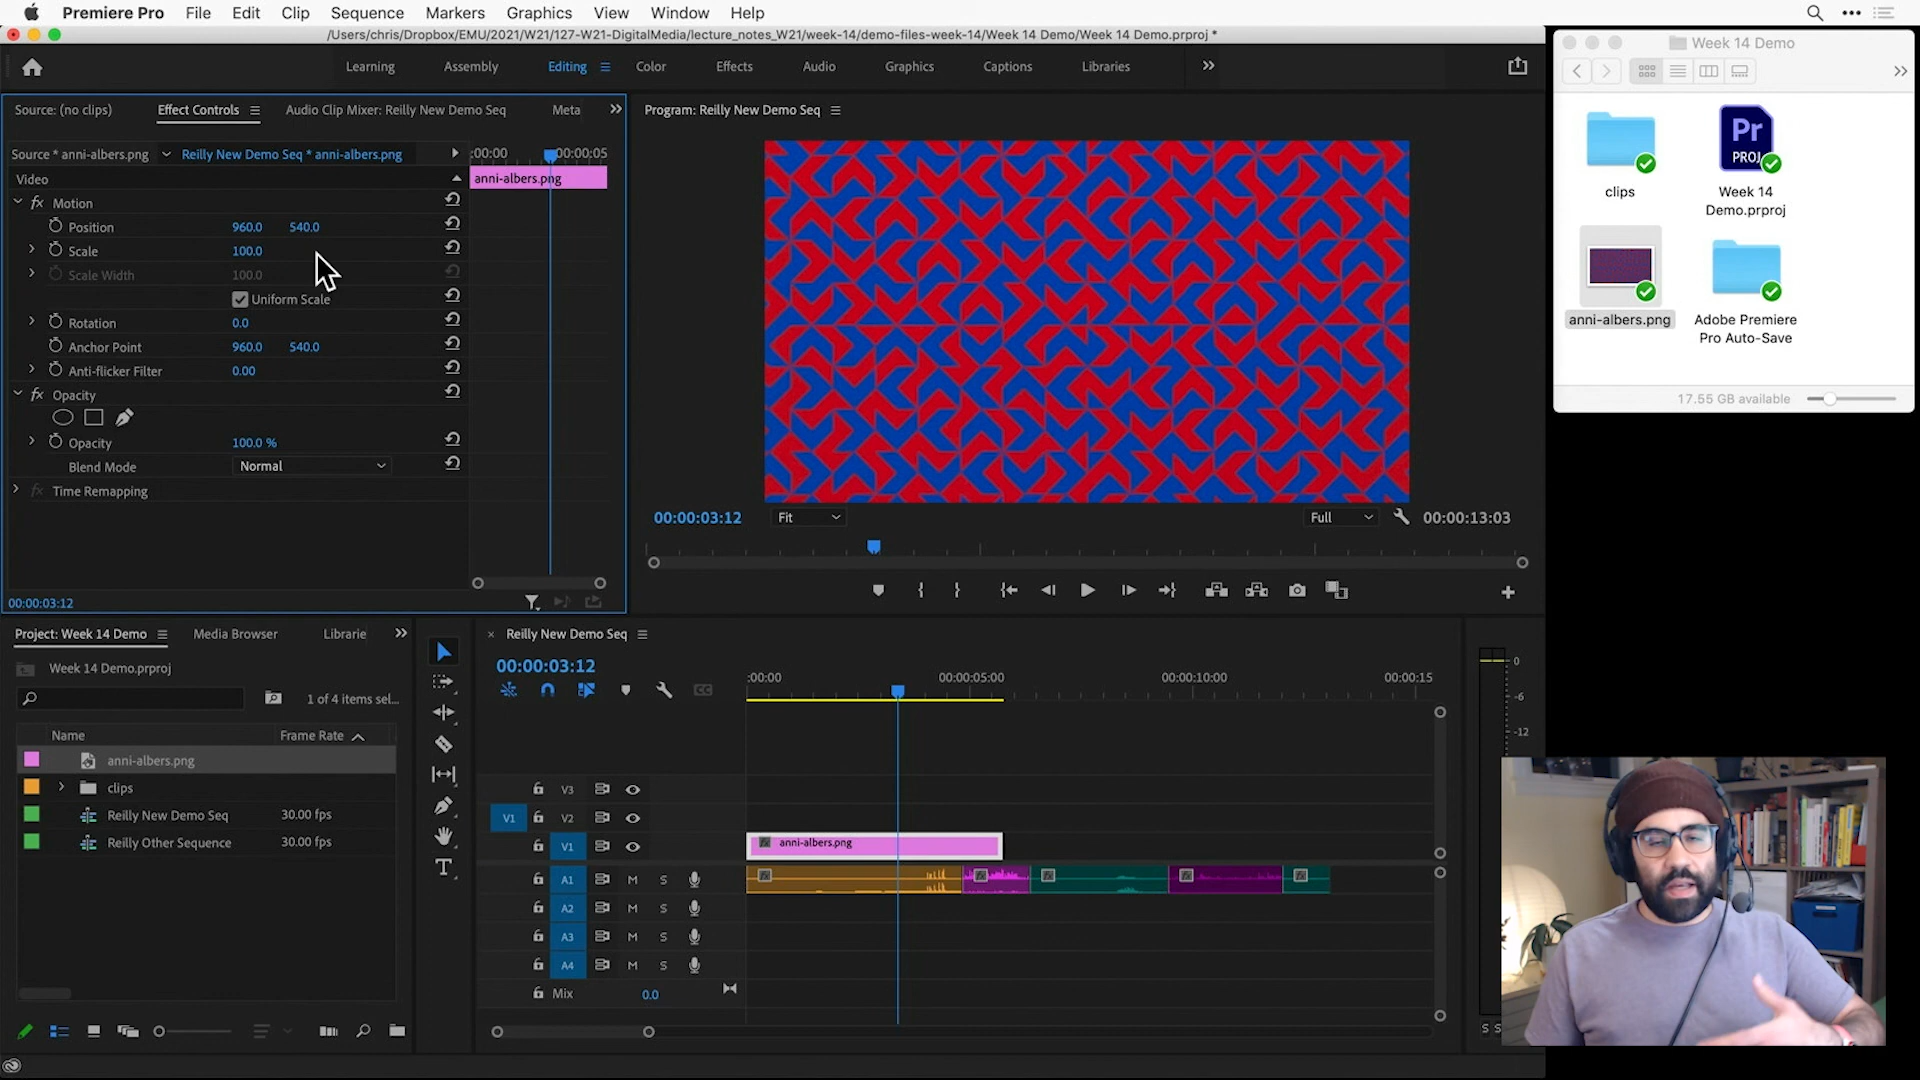 Premiere Pro File Edit Clip Sequence Markers Graphics View Window Help
/Users/chris/Dropbox/EMU/2021/W21/127-W21-DigitalMedia/lecture_notes_W21/week-14/demo-files-week-14/Week 14 Demo/Week 14 Demo.prproj *
Learning Assembly Editing Color Effects Audio Graphics Captions Libraries
Source: (no clips) Effect Controls Audio Clip Mixer: Reilly New Demo Seq Meta
Source * anni-albers.png Reilly New Demo Seq * anni-albers.png
:00:00 00:00:05
Video
anni-albers.png
fx Motion
Position 960.0 540.0
Scale 100.0
Scale Width 100.0
Uniform Scale
Rotation 0.0
Anchor Point 960.0 540.0
Anti-flicker Filter 0.00
fx Opacity
Opacity 100.0 %
Blend Mode Normal
fx Time Remapping
00:00:03:12
Program: Reilly New Demo Seq
00:00:03:12 Fit Full 00:00:13:03
Week 14 Demo
clips
Pr
PROJ
Week 14
Demo.prproj
anni-albers.png
Adobe Premiere
Pro Auto-Save
17.55 GB available
Project: Week 14 Demo Media Browser Librarie
Week 14 Demo.prproj
1 of 4 items sel...
Name Frame Rate
anni-albers.png
clips
Reilly New Demo Seq 30.00 fps
Reilly Other Sequence 30.00 fps
× Reilly New Demo Seq
00:00:03:12
:00:00 00:00:05:00 00:00:10:00 00:00:15
V3
V1 V2
V1 anni-albers.png
A1 M S
A2 M S
A3 M S
A4 M S
Mix 0.0
0
-6
-12
S S